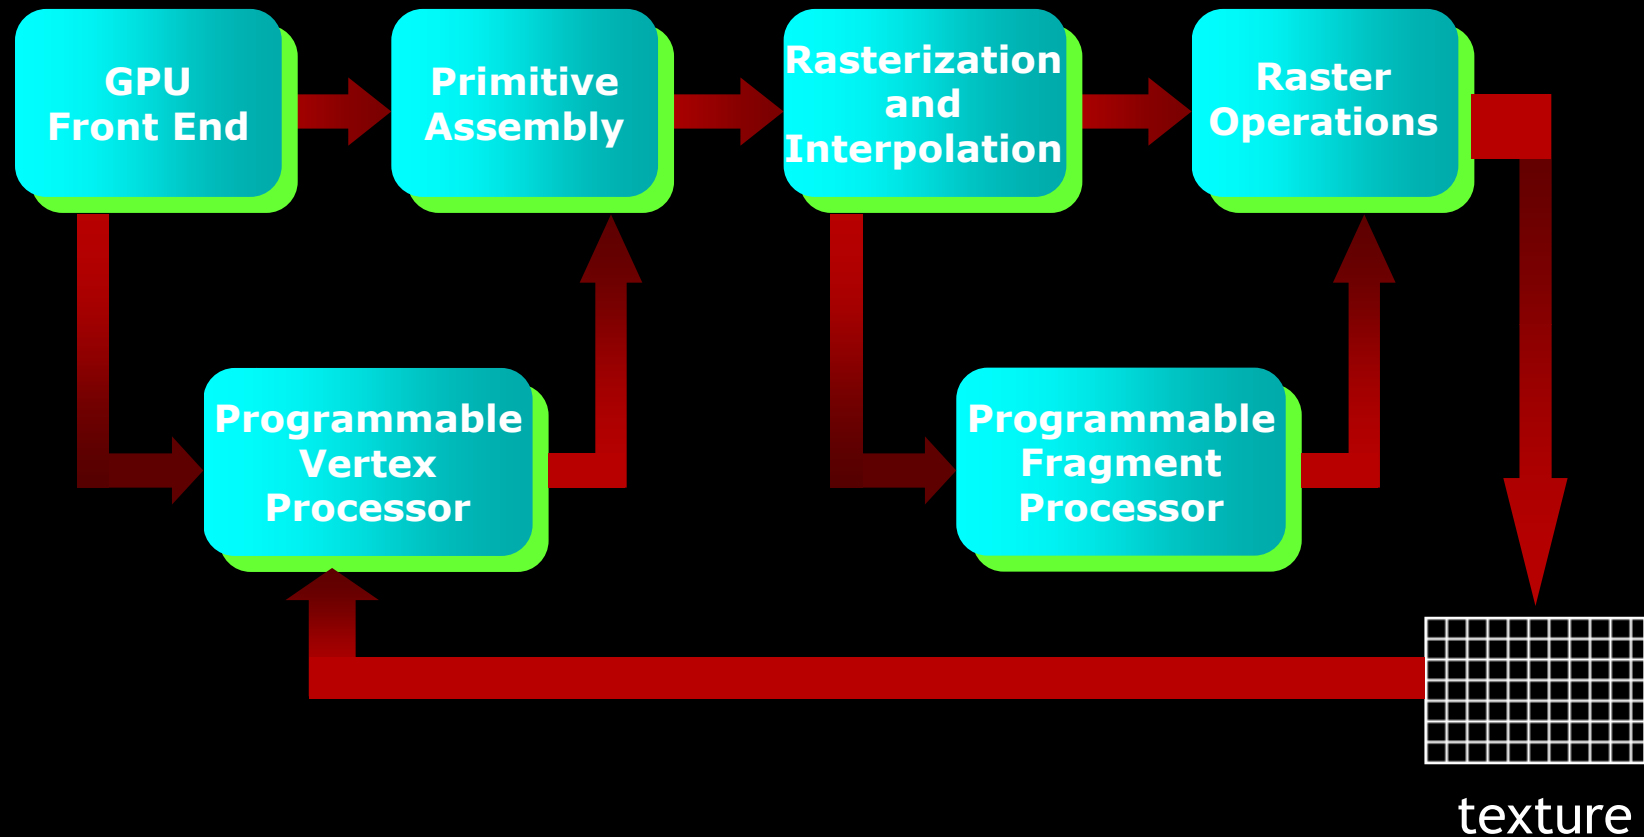 GPU
Front End
Primitive
Assembly
Rasterization
and
Interpolation
Raster
Operations
Programmable
Vertex
Processor
Programmable
Fragment
Processor
texture